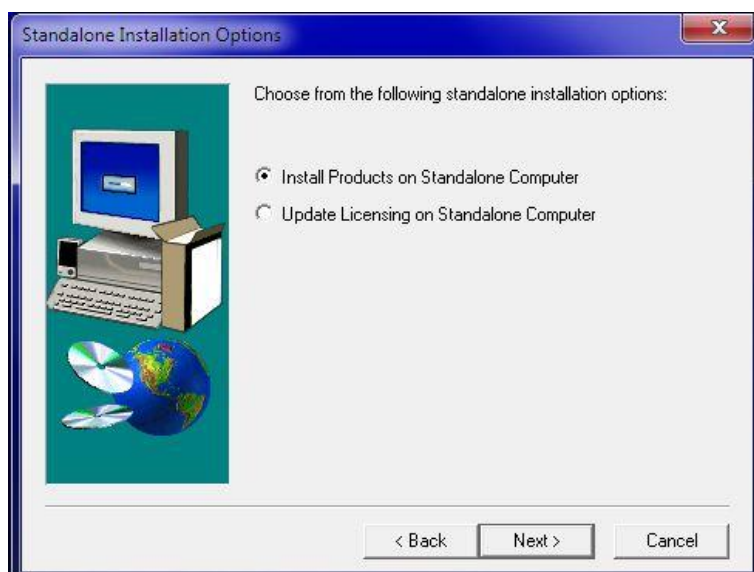 Standalone Installation Options
Choose from the following standalone installation options:
Install Products on Standalone Computer
Update Licensing on Standalone Computer
< Back Next > Cancel